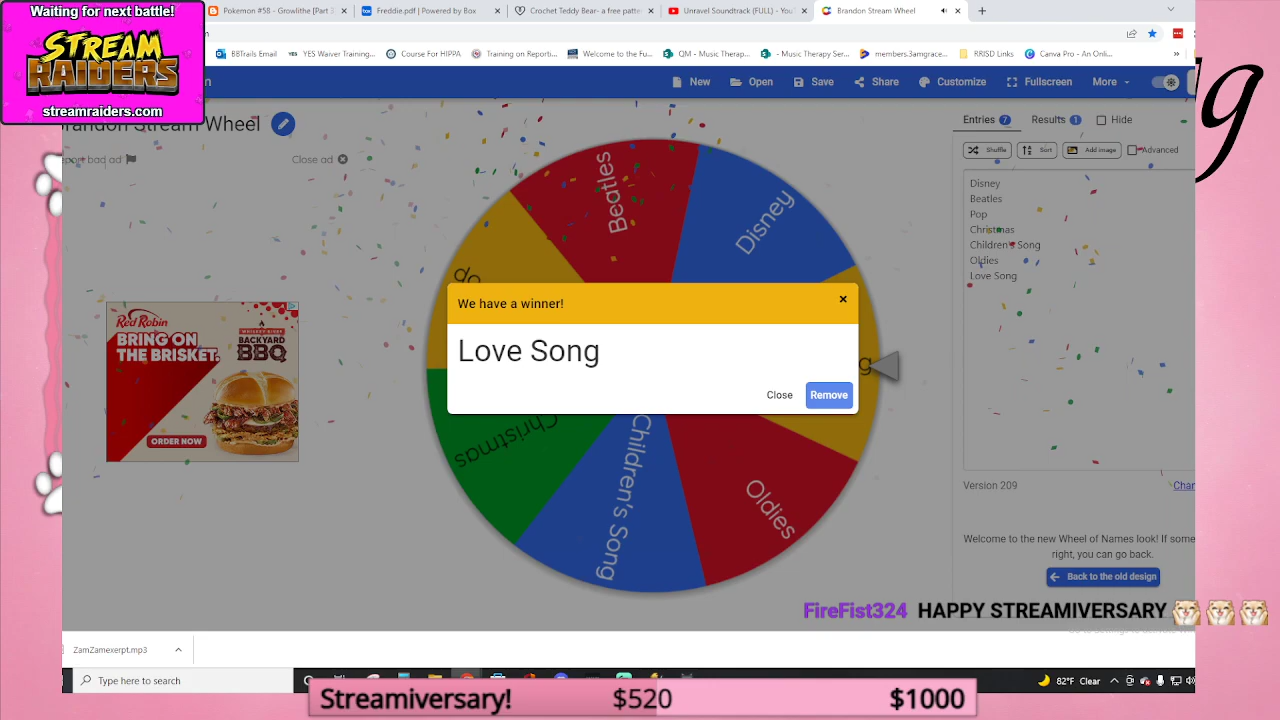 Waiting for next battle!
STREAM
RAIDERS
streamraiders.com
Pokemon #58 - Growlithe [Part 3
Freddie.pdf | Powered by Box
Crochet Teddy Bear- a free patte
Unravel Soundtrack (FULL) - You
Brandon Stream Wheel
BBTrails Email
YES Waiver Training...
Course For HIPPA
Training on Reporti...
Welcome to the Fu...
QM - Music Therap...
- Music Service Ser...
members.5amgrace...
RRISD Links
Canva Pro - An Onli...
New
Open
Save
Share
Customize
Fullscreen
More
Brandon Stream Wheel
report bad ad
Close ad
Entries 7
Results 1
Hide
Shuffle
Sort
Add image
Advanced
Disney
Beatles
Pop
Christmas
Children's Song
Oldies
Love Song
Beatles
Disney
We have a winner!
Love Song
Close
Remove
Christmas
Children's Song
Oldies
Red Robin
BRING ON
THE BRISKET.
WHISKEY RIVER
BACKYARD
BBQ
ORDER NOW
Version 209
Welcome to the new Wheel of Names look! If some
right, you can go back.
Back to the old design
FireFist324 HAPPY STREAMIVERSARY
ZamZamexerpt.mp3
Type here to search
82°F Clear
Streamiversary! $520 $1000